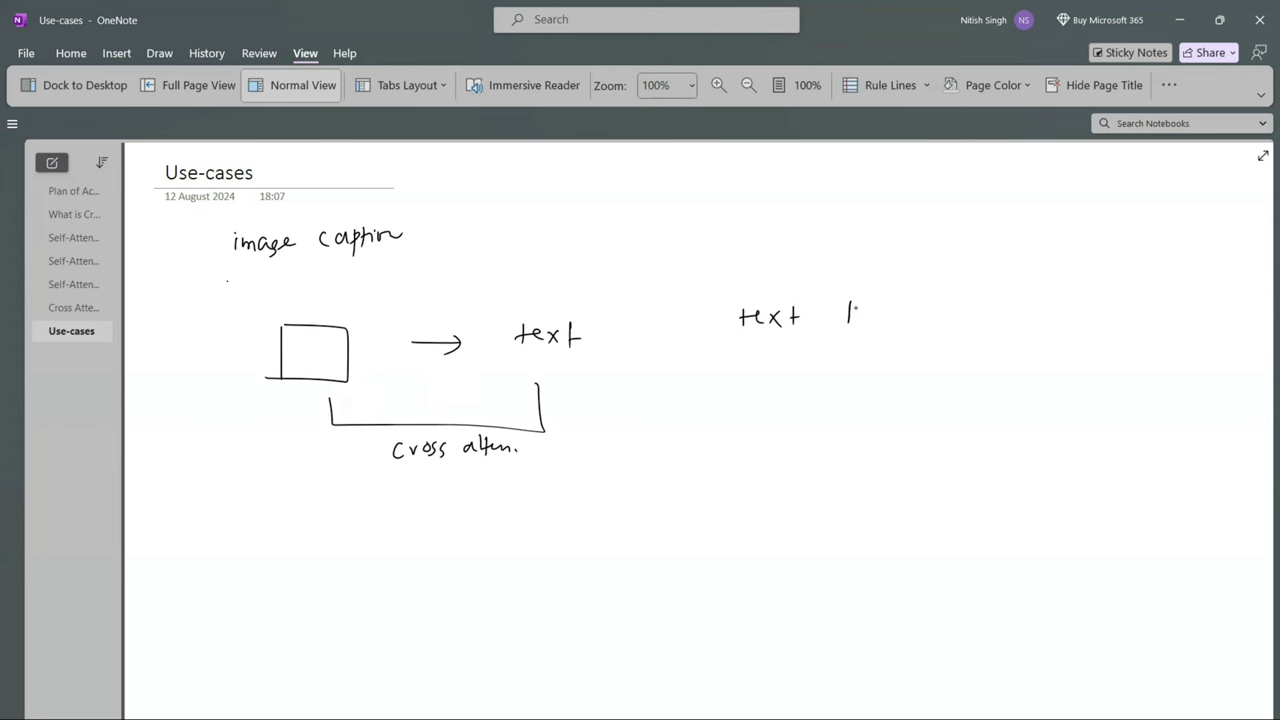 Use-cases - OneNote
Search
Nitish Singh NS
Buy Microsoft 365
File Home Insert Draw History Review View Help
Sticky Notes Share
Dock to Desktop Full Page View Normal View Tabs Layout Immersive Reader Zoom: 100% 100% Rule Lines Page Color Hide Page Title
Search Notebooks
Plan of Ac...
What is Cr...
Self-Atten...
Self-Atten...
Self-Atten...
Cross Atte...
Use-cases
Use-cases
12 August 2024 18:07
image caption
text
text
cross atten.